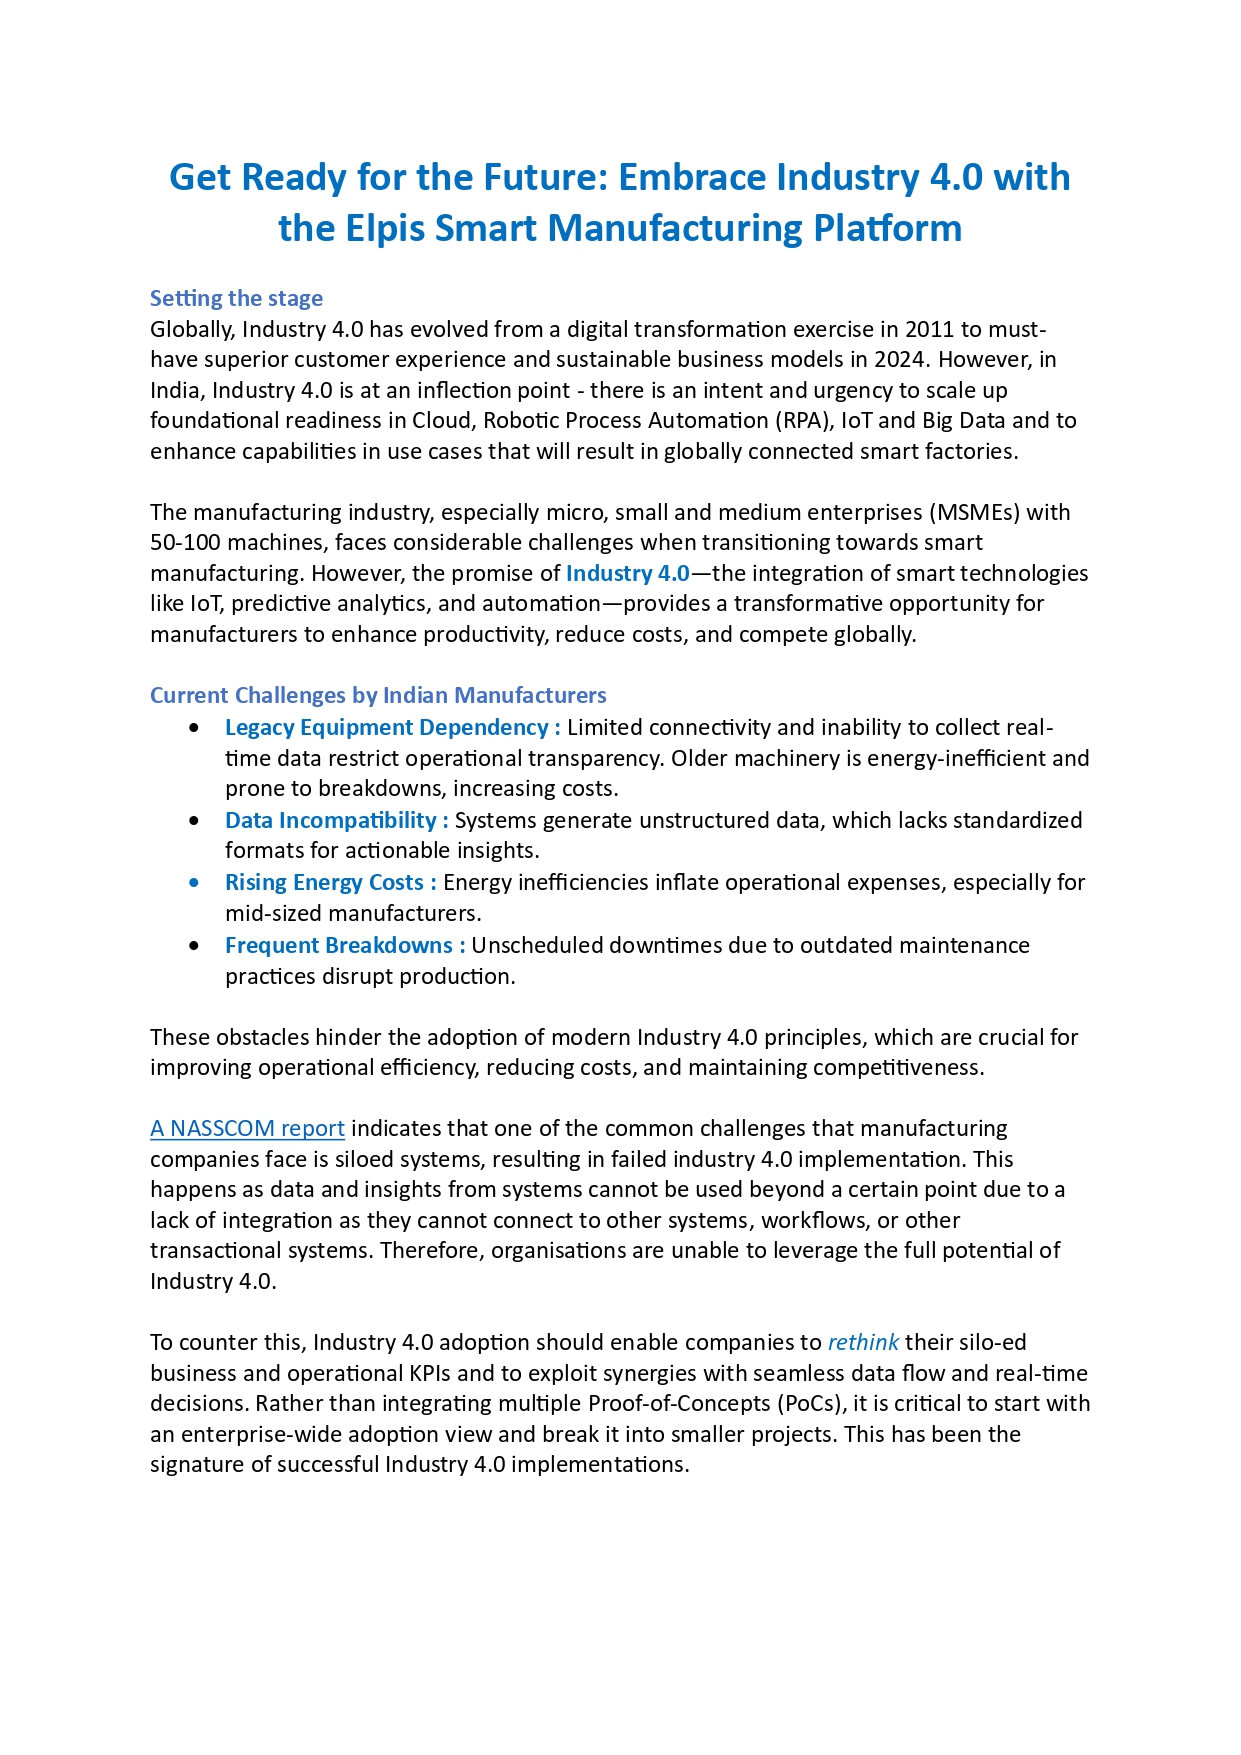 Get Ready for the Future: Embrace Industry 4.0 with
the Elpis Smart Manufacturing Platform
Setting the stage
Globally, Industry 4.0 has evolved from a digital transformation exercise in 2011 to must-
have superior customer experience and sustainable business models in 2024. However, in
India, Industry 4.0 is at an inflection point - there is an intent and urgency to scale up
foundational readiness in Cloud, Robotic Process Automation (RPA), IoT and Big Data and to
enhance capabilities in use cases that will result in globally connected smart factories.
The manufacturing industry, especially micro, small and medium enterprises (MSMEs) with
50-100 machines, faces considerable challenges when transitioning towards smart
manufacturing. However, the promise of Industry 4.0—the integration of smart technologies
like IoT, predictive analytics, and automation—provides a transformative opportunity for
manufacturers to enhance productivity, reduce costs, and compete globally.
Current Challenges by Indian Manufacturers
• Legacy Equipment Dependency : Limited connectivity and inability to collect real-
time data restrict operational transparency. Older machinery is energy-inefficient and
prone to breakdowns, increasing costs.
• Data Incompatibility : Systems generate unstructured data, which lacks standardized
formats for actionable insights.
• Rising Energy Costs : Energy inefficiencies inflate operational expenses, especially for
mid-sized manufacturers.
• Frequent Breakdowns : Unscheduled downtimes due to outdated maintenance
practices disrupt production.
These obstacles hinder the adoption of modern Industry 4.0 principles, which are crucial for
improving operational efficiency, reducing costs, and maintaining competitiveness.
A NASSCOM report indicates that one of the common challenges that manufacturing
companies face is siloed systems, resulting in failed industry 4.0 implementation. This
happens as data and insights from systems cannot be used beyond a certain point due to a
lack of integration as they cannot connect to other systems, workflows, or other
transactional systems. Therefore, organisations are unable to leverage the full potential of
Industry 4.0.
To counter this, Industry 4.0 adoption should enable companies to rethink their silo-ed
business and operational KPIs and to exploit synergies with seamless data flow and real-time
decisions. Rather than integrating multiple Proof-of-Concepts (PoCs), it is critical to start with
an enterprise-wide adoption view and break it into smaller projects. This has been the
signature of successful Industry 4.0 implementations.